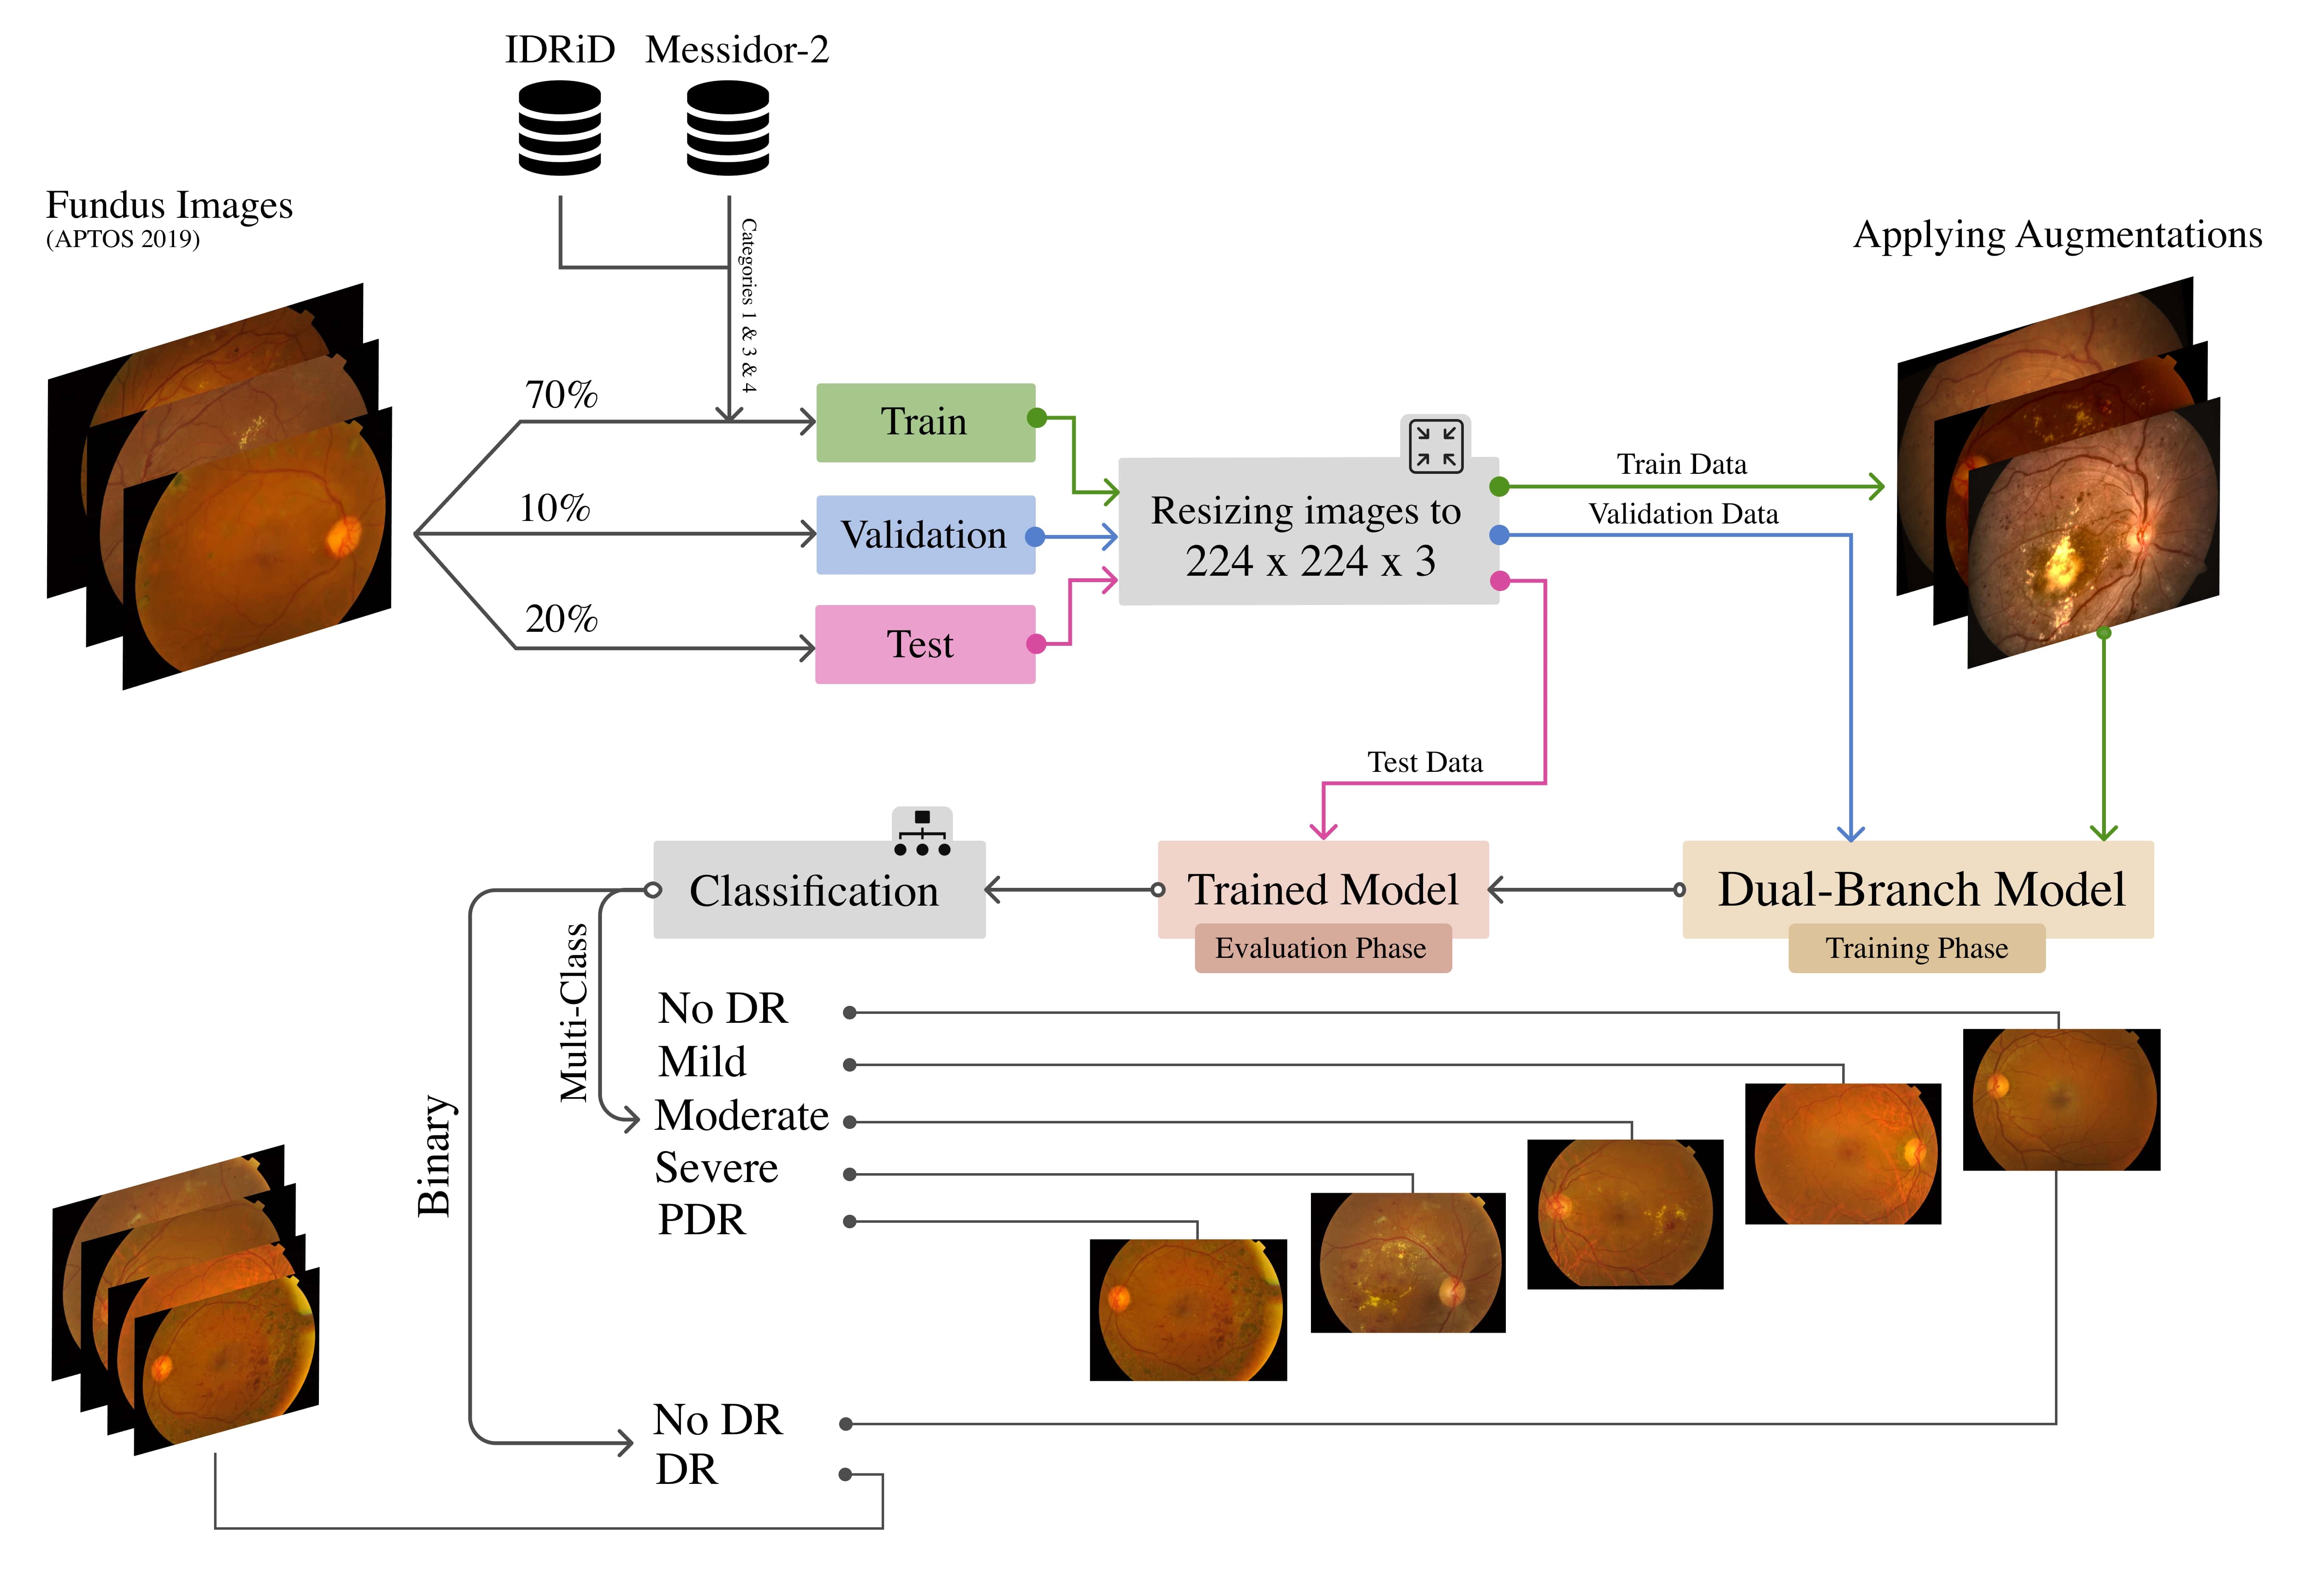 IDRiD
Messidor-2
Fundus Images
(APTOS 2019)
Categories 1 & 3 & 4
Applying Augmentations
70%
Train
10%
Validation
20%
Test
Resizing images to
224 x 224 x 3
Train Data
Validation Data
Test Data
Classification
Trained Model
Evaluation Phase
Dual-Branch Model
Training Phase
Multi-Class
Binary
No DR
Mild
Moderate
Severe
PDR
No DR
DR